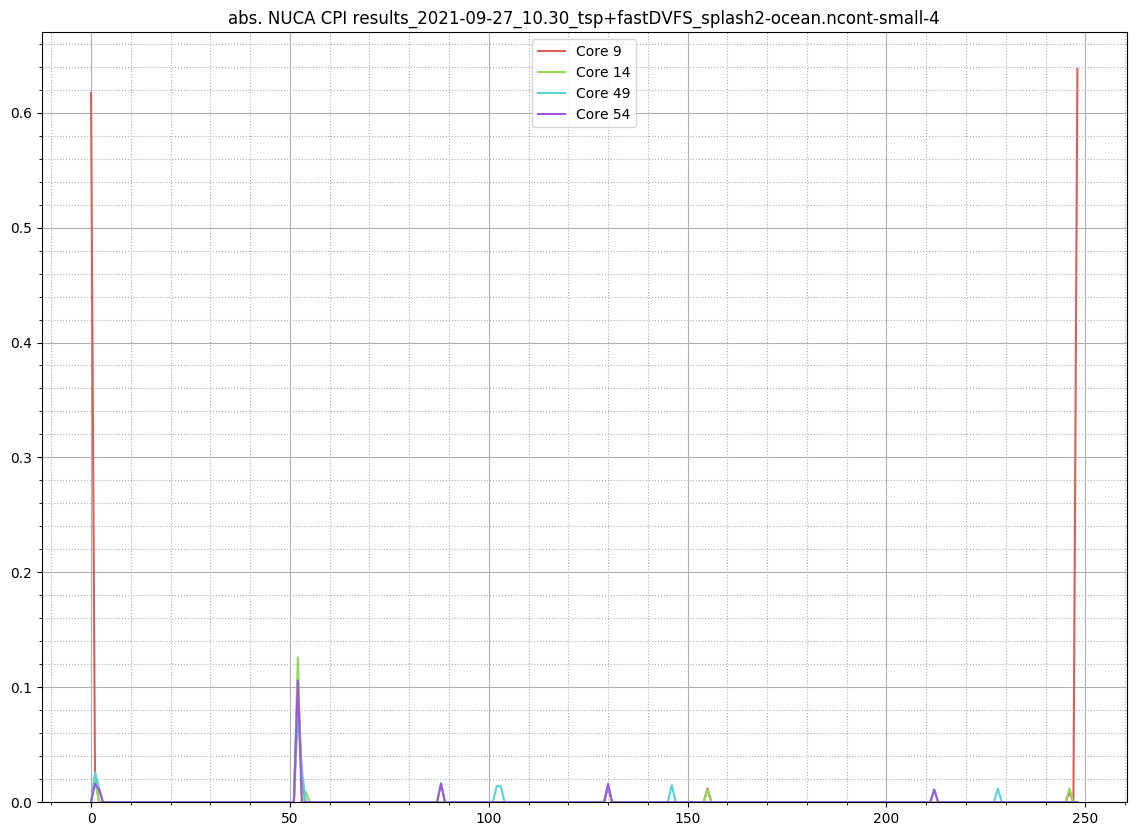 abs. NUCA CPI results_2021-09-27_10.30_tsp+fastDVFS_splash2-ocean.ncont-small-4
Core 9
Core 14
Core 49
Core 54
0.6
0.5
0.4
0.3
0.2
0.1
0.0
0 50 100 150 200 250